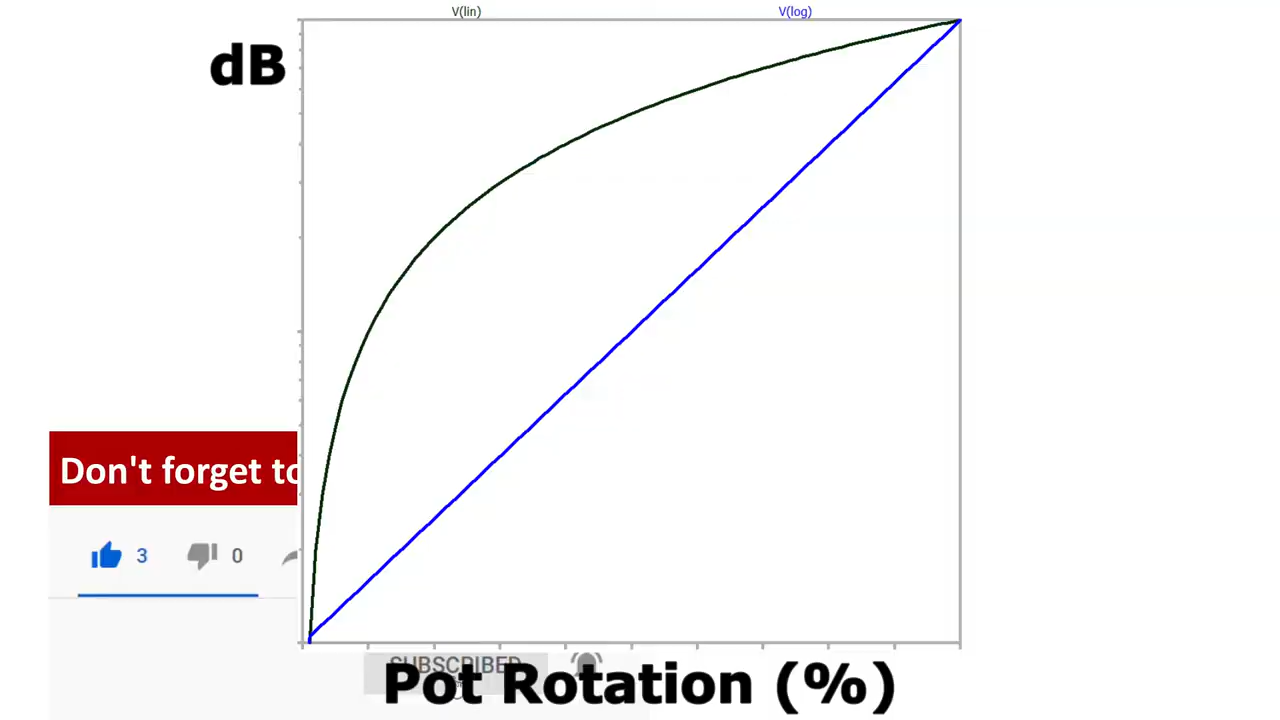 V(lin)
V(log)
dB
Don't forget to
3
0
SUBSCRIBED
Pot Rotation (%)